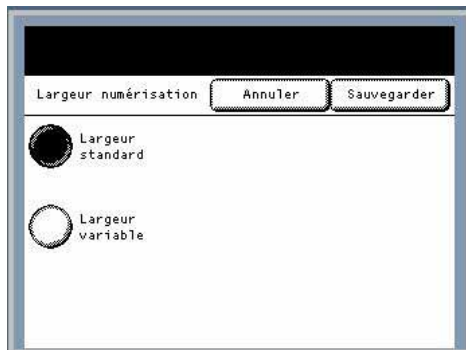 Largeur numérisation Annuler Sauvegarder
Largeur
standard
Largeur
variable